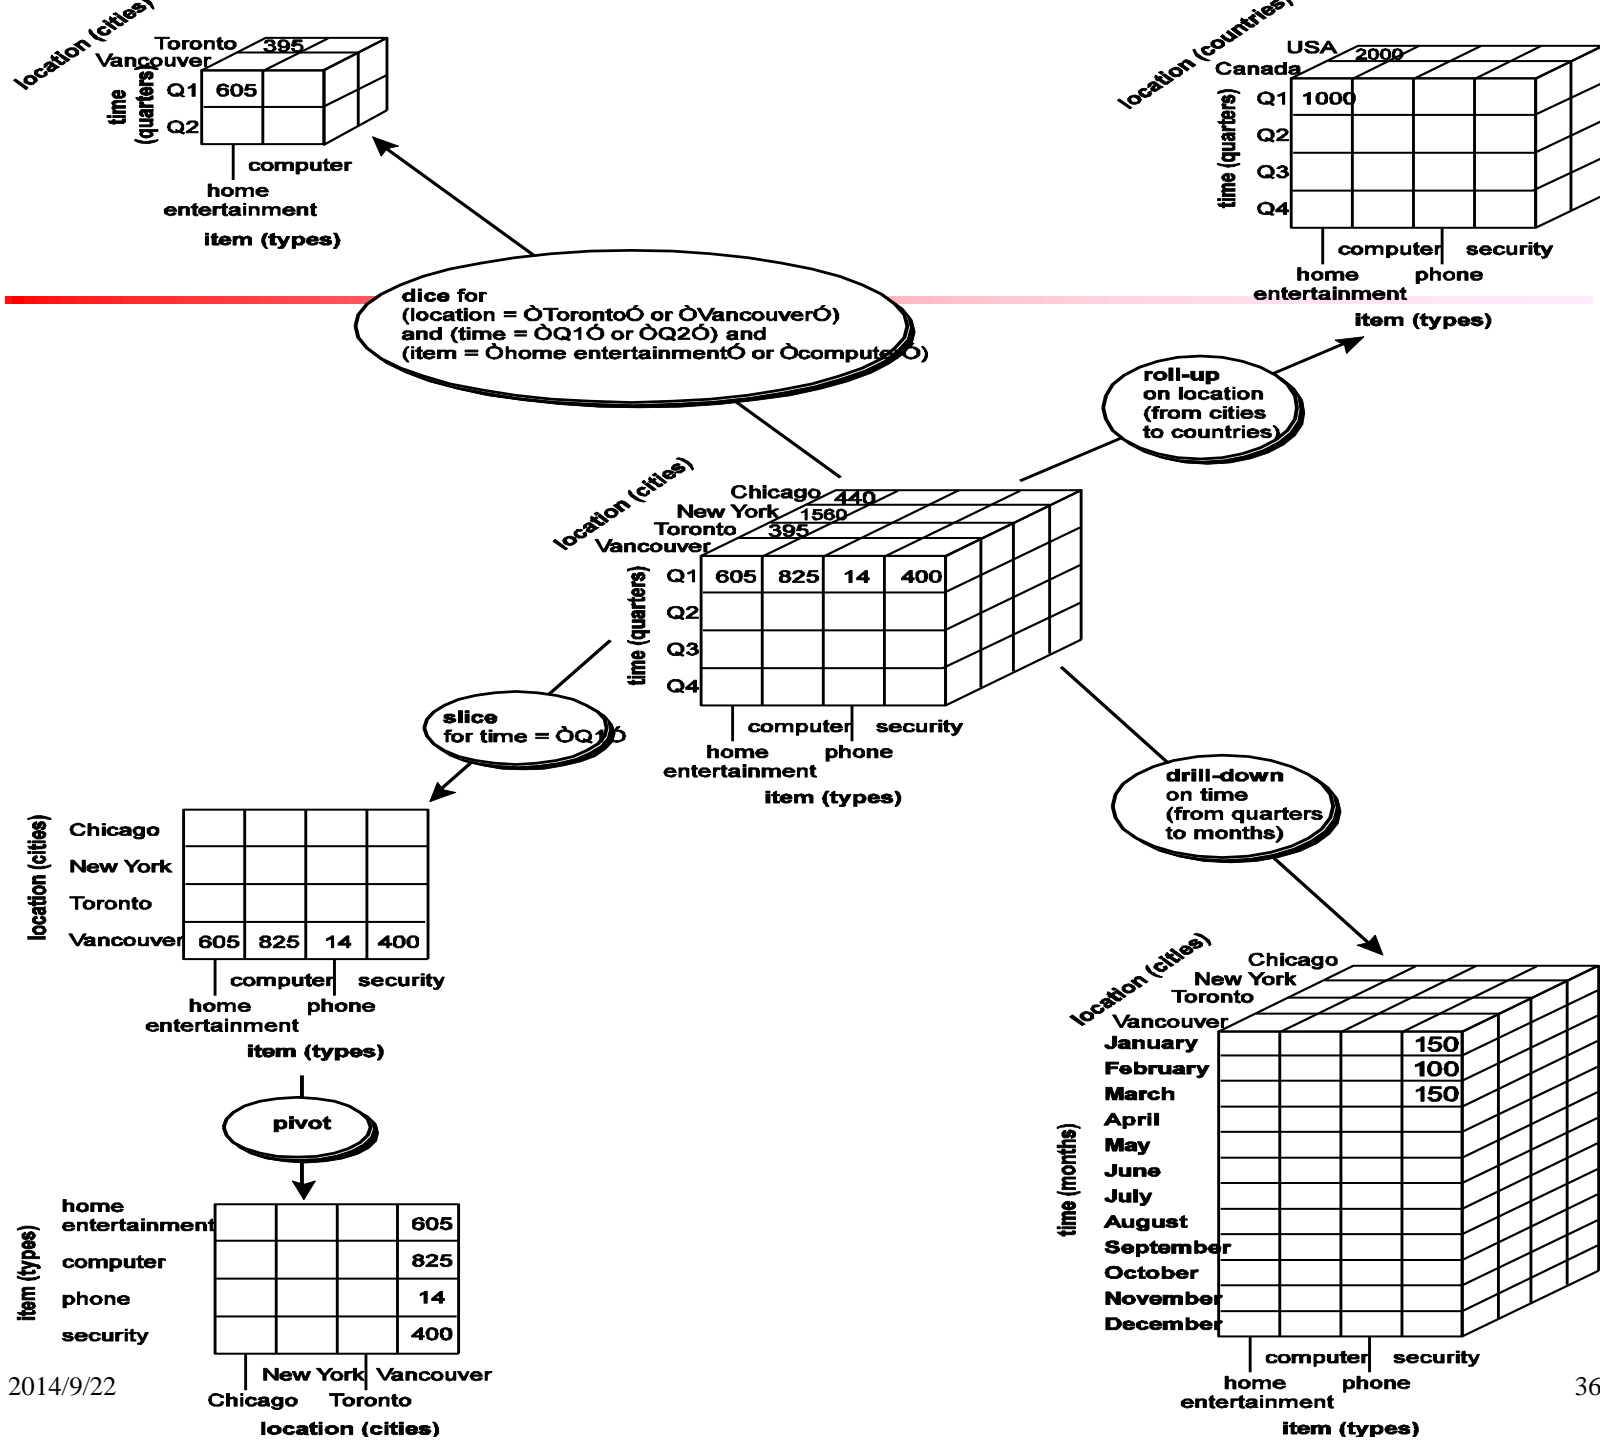 location (cities)
Toronto 395
Vancouver
time
(quarters)
Q1 605
Q2
computer
home
entertainment
item (types)
location (countries)
USA 2000
Canada
time (quarters)
Q1 1000
Q2
Q3
Q4
computer security
home phone
entertainment
item (types)
dice for
(location = ÒTorontoÓ or ÒVancouverÓ)
and (time = ÒQ1Ó or ÒQ2Ó) and
(item = Òhome entertainmentÓ or ÒcomputerÓ)
roll-up
on location
(from cities
to countries)
location (cities)
Chicago 440
New York 1560
Toronto 395
Vancouver
time (quarters)
Q1 605 825 14 400
Q2
Q3
Q4
computer security
home phone
entertainment
item (types)
slice
for time = ÒQ1Ó
drill-down
on time
(from quarters
to months)
location (cities)
Chicago
New York
Toronto
Vancouver 605 825 14 400
computer security
home phone
entertainment
item (types)
pivot
item (types)
home
entertainment 605
computer 825
phone 14
security 400
New York Vancouver
Chicago Toronto
location (cities)
location (cities)
Chicago
New York
Toronto
Vancouver
time (months)
January 150
February 100
March 150
April
May
June
July
August
September
October
November
December
computer security
home phone
entertainment
item (types)
2014/9/22
36